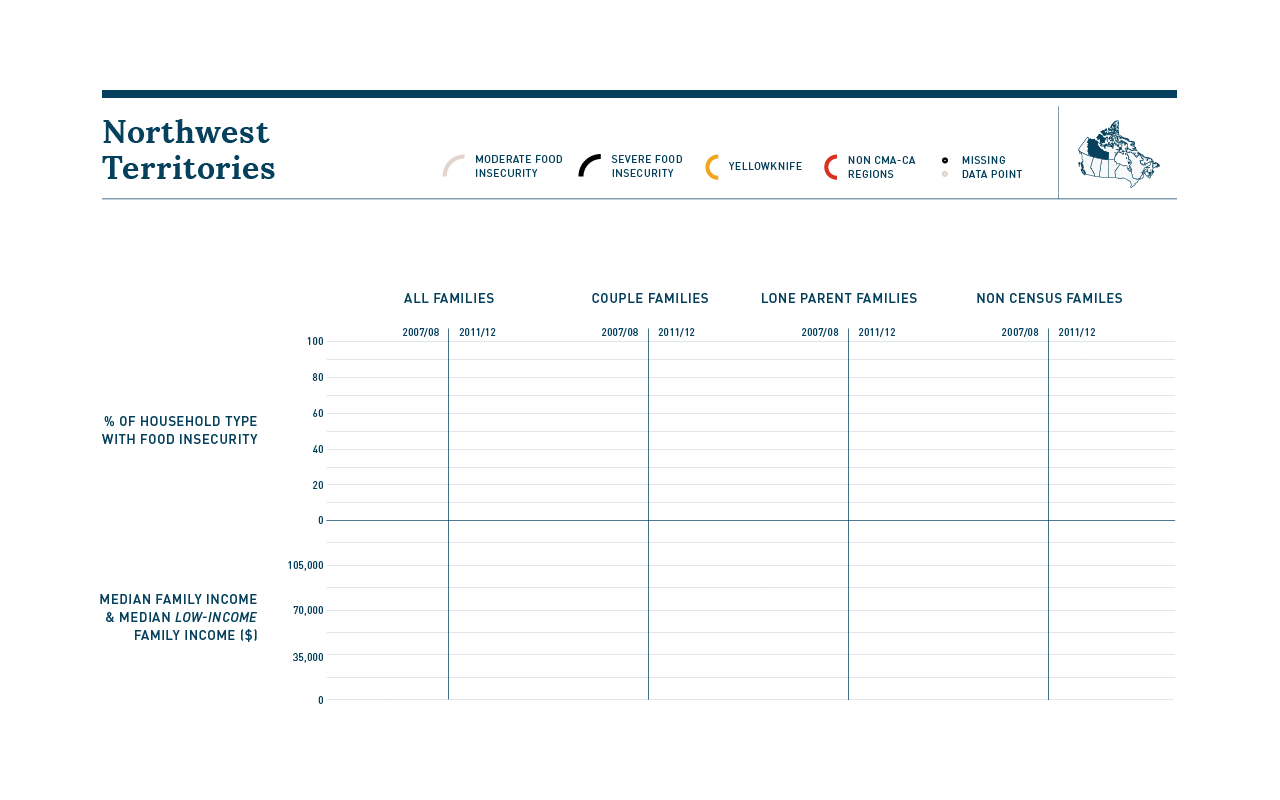 Northwest
Territories
MODERATE FOOD
INSECURITY
SEVERE FOOD
INSECURITY
YELLOWKNIFE
NON CMA-CA
REGIONS
MISSING
DATA POINT
ALL FAMILIES
COUPLE FAMILIES
LONE PARENT FAMILIES
NON CENSUS FAMILES
2007/08 2011/12
2007/08 2011/12
2007/08 2011/12
2007/08 2011/12
% OF HOUSEHOLD TYPE
WITH FOOD INSECURITY
100
80
60
40
20
0
MEDIAN FAMILY INCOME
& MEDIAN LOW-INCOME
FAMILY INCOME ($)
105,000
70,000
35,000
0